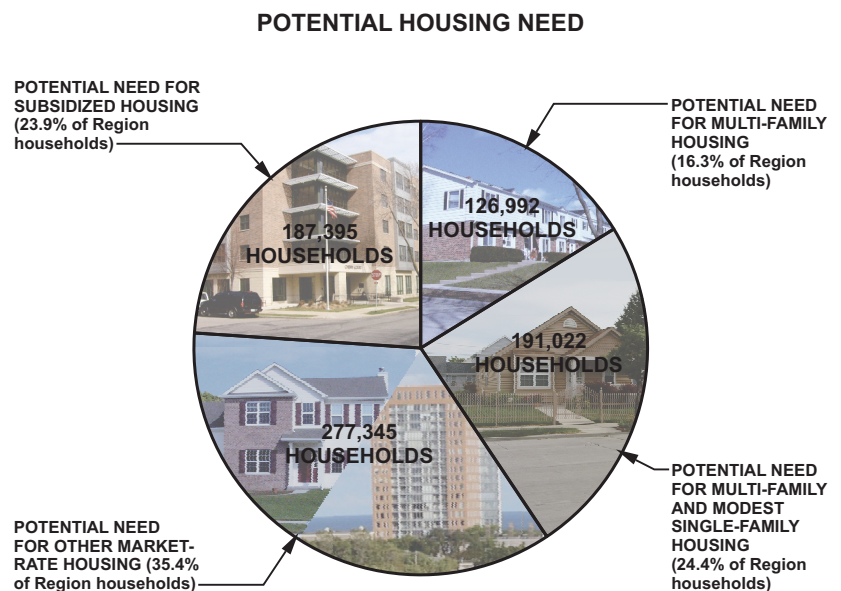 POTENTIAL HOUSING NEED
POTENTIAL NEED FOR
SUBSIDIZED HOUSING
(23.9% of Region
households)
POTENTIAL NEED
FOR MULTI-FAMILY
HOUSING
(16.3% of Region
households)
187,395
HOUSEHOLDS
126,992
HOUSEHOLDS
191,022
HOUSEHOLDS
277,345
HOUSEHOLDS
POTENTIAL NEED
FOR OTHER MARKET-
RATE HOUSING (35.4%
of Region households)
POTENTIAL NEED
FOR MULTI-FAMILY
AND MODEST
SINGLE-FAMILY
HOUSING
(24.4% of Region
households)